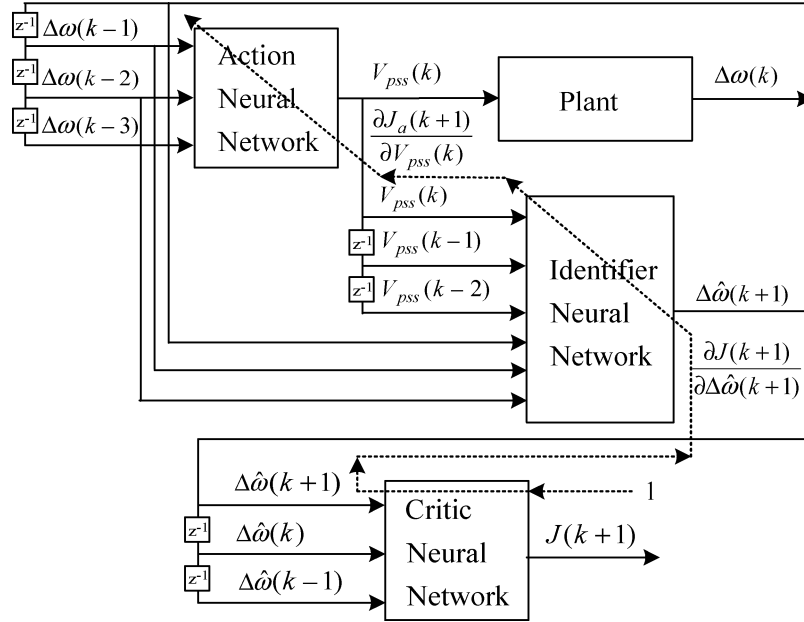 z⁻¹ Δω(k−1)
z⁻¹ Δω(k−2)
z⁻¹ Δω(k−3)
Action
Neural
Network
V_pss(k)
Plant
Δω(k)
∂J_a(k+1)
∂V_pss(k)
V_pss(k)
z⁻¹ V_pss(k−1)
z⁻¹ V_pss(k−2)
Identifier
Neural
Network
Δω̂(k+1)
∂J(k+1)
∂Δω̂(k+1)
Δω̂(k+1)
z⁻¹ Δω̂(k)
z⁻¹ Δω̂(k−1)
Critic
Neural
Network
1
J(k+1)